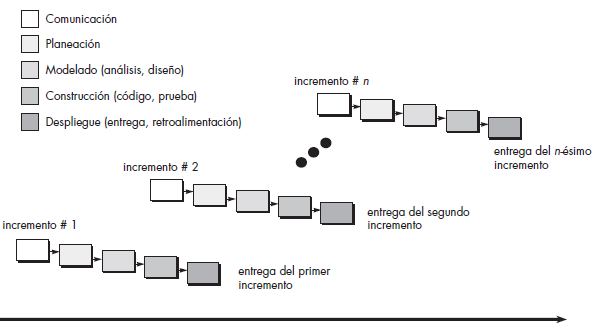 Comunicación
Planeación
Modelado (análisis, diseño)
Construcción (código, prueba)
Despliegue (entrega, retroalimentación)
incremento # n
entrega del n-ésimo
incremento
incremento # 2
entrega del segundo
incremento
incremento # 1
entrega del primer
incremento